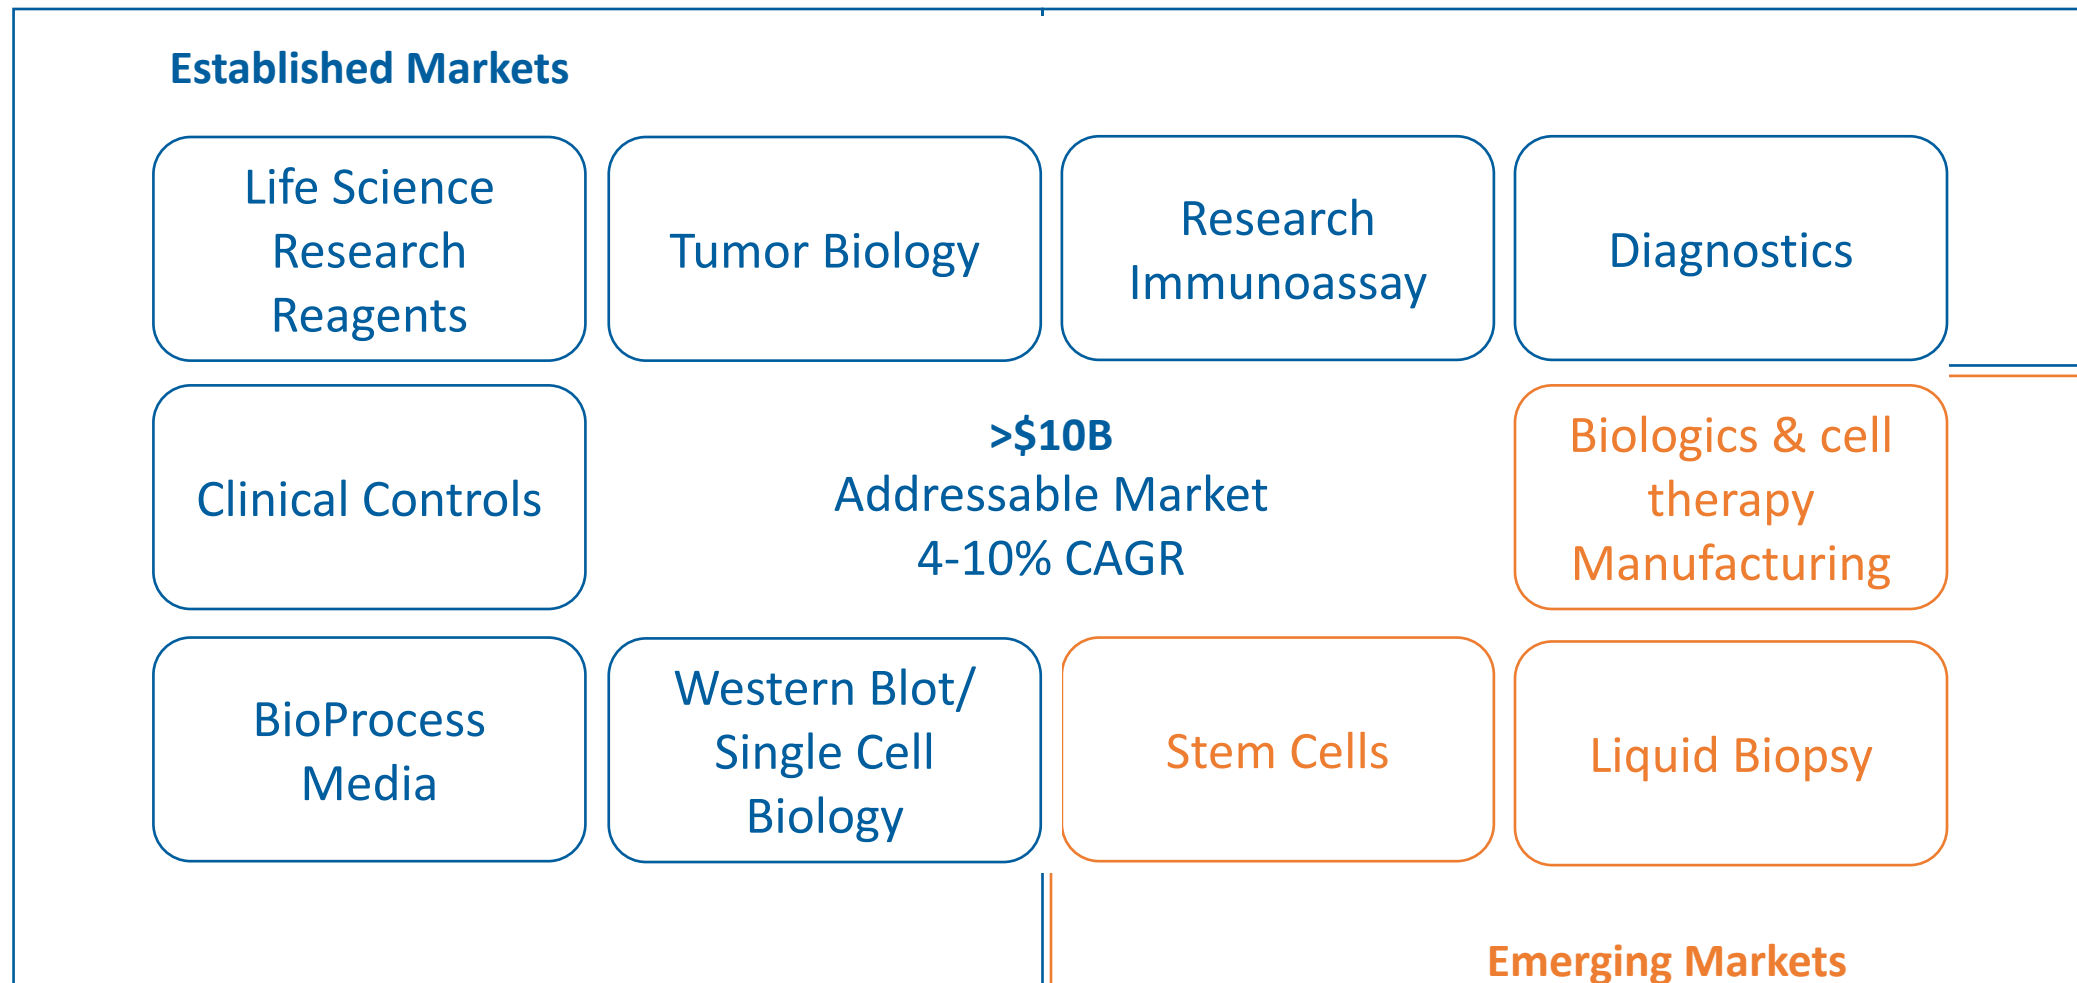 Established Markets
Life Science
Research
Reagents
Tumor Biology
Research
Immunoassay
Diagnostics
Clinical Controls
>$10B
Addressable Market
4-10% CAGR
Biologics & cell
therapy
Manufacturing
BioProcess
Media
Western Blot/
Single Cell
Biology
Stem Cells
Liquid Biopsy
Emerging Markets